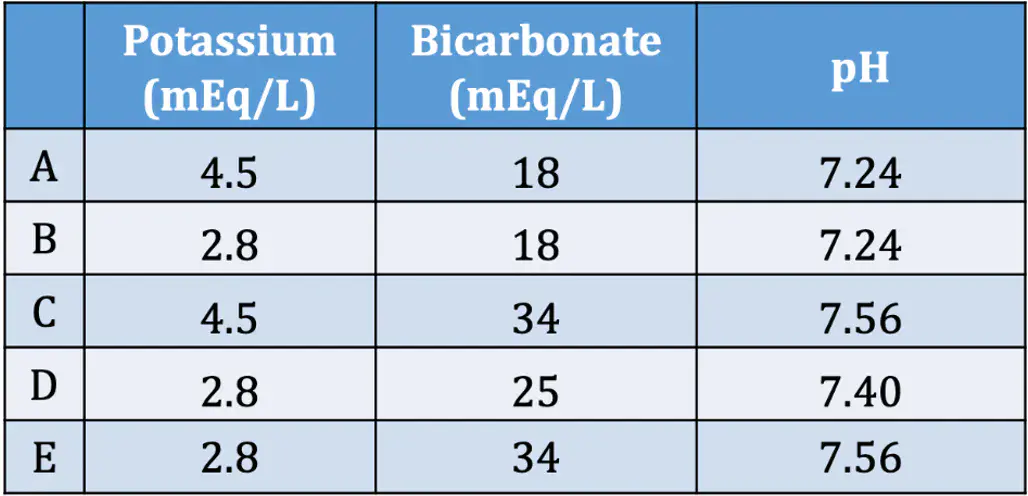 Potassium (mEq/L) Bicarbonate (mEq/L) pH
A 4.5 18 7.24
B 2.8 18 7.24
C 4.5 34 7.56
D 2.8 25 7.40
E 2.8 34 7.56